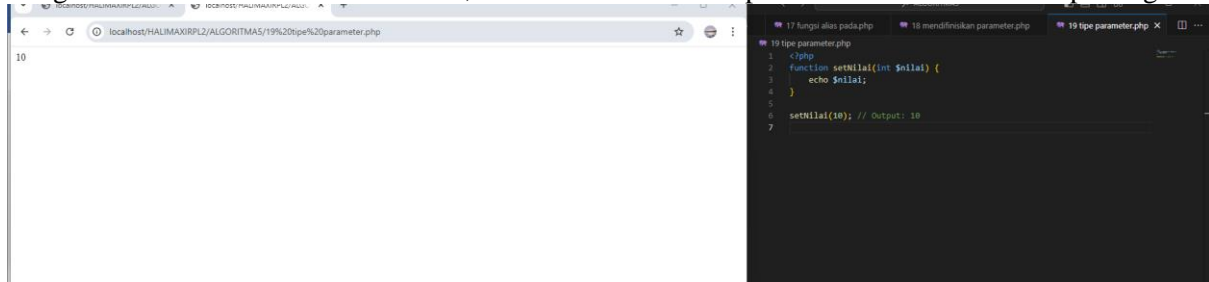 localhost/HALIMAXIRPL2/ALGORITMA5/19%20tipe%20parameter.php
10
17 fungsi alias pada.php
18 mendifinisikan parameter.php
19 tipe parameter.php
19 tipe parameter.php
1 <?php
2 function setNilai(int $nilai) {
3 echo $nilai;
4 }
5
6 setNilai(10); // Output: 10
7